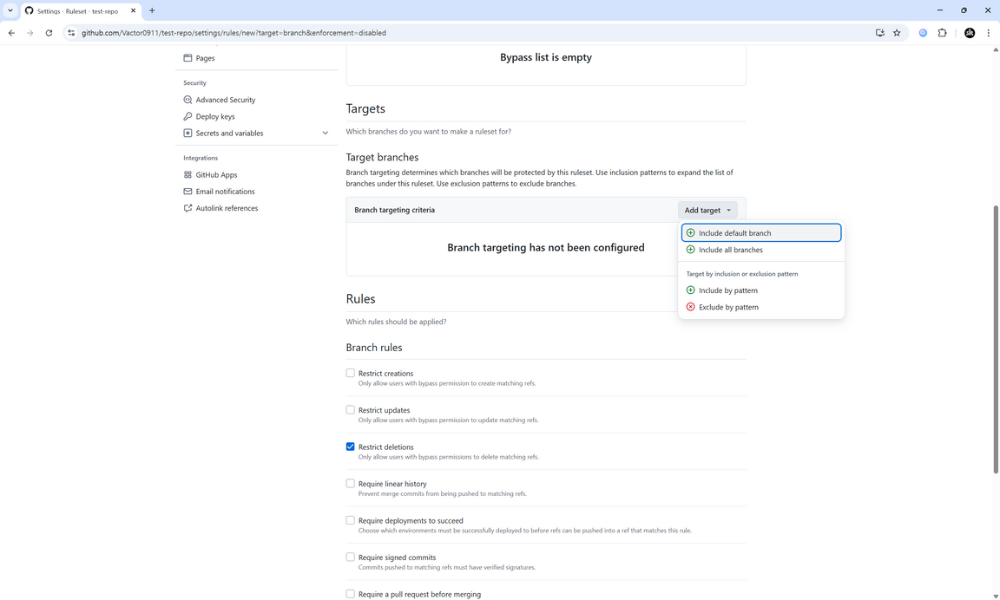 Settings · Ruleset · test-repo
github.com/Vactor0911/test-repo/settings/rules/new?target=branch&enforcement=disabled
Pages
Security
Advanced Security
Deploy keys
Secrets and variables
Integrations
GitHub Apps
Email notifications
Autolink references
Bypass list is empty
Targets
Which branches do you want to make a ruleset for?
Target branches
Branch targeting determines which branches will be protected by this ruleset. Use inclusion patterns to expand the list of
branches under this ruleset. Use exclusion patterns to exclude branches.
Branch targeting criteria
Add target
Include default branch
Include all branches
Target by inclusion or exclusion pattern
Include by pattern
Exclude by pattern
Branch targeting has not been configured
Rules
Which rules should be applied?
Branch rules
Restrict creations
Only allow users with bypass permission to create matching refs.
Restrict updates
Only allow users with bypass permission to update matching refs.
Restrict deletions
Only allow users with bypass permissions to delete matching refs.
Require linear history
Prevent merge commits from being pushed to matching refs.
Require deployments to succeed
Choose which environments must be successfully deployed to before refs can be pushed into a ref that matches this rule.
Require signed commits
Commits pushed to matching refs must have verified signatures.
Require a pull request before merging